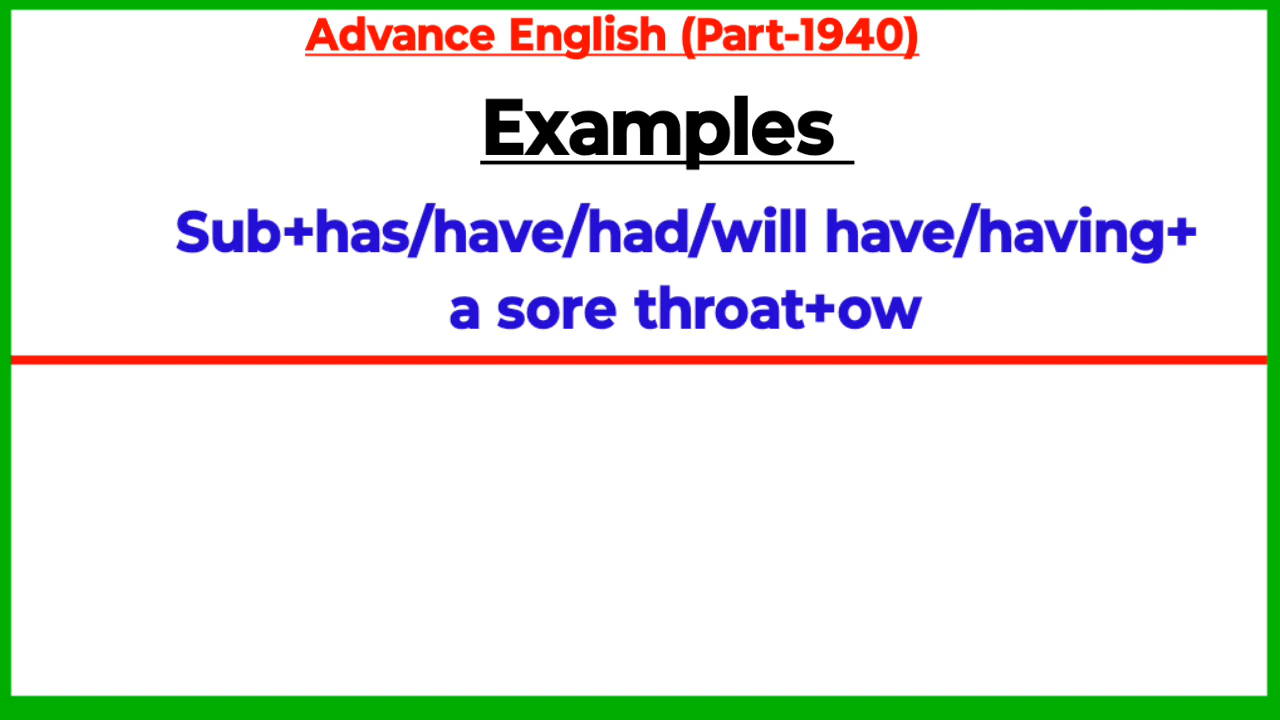 Advance English (Part-1940)
Examples
Sub+has/have/had/will have/having+
a sore throat+ow